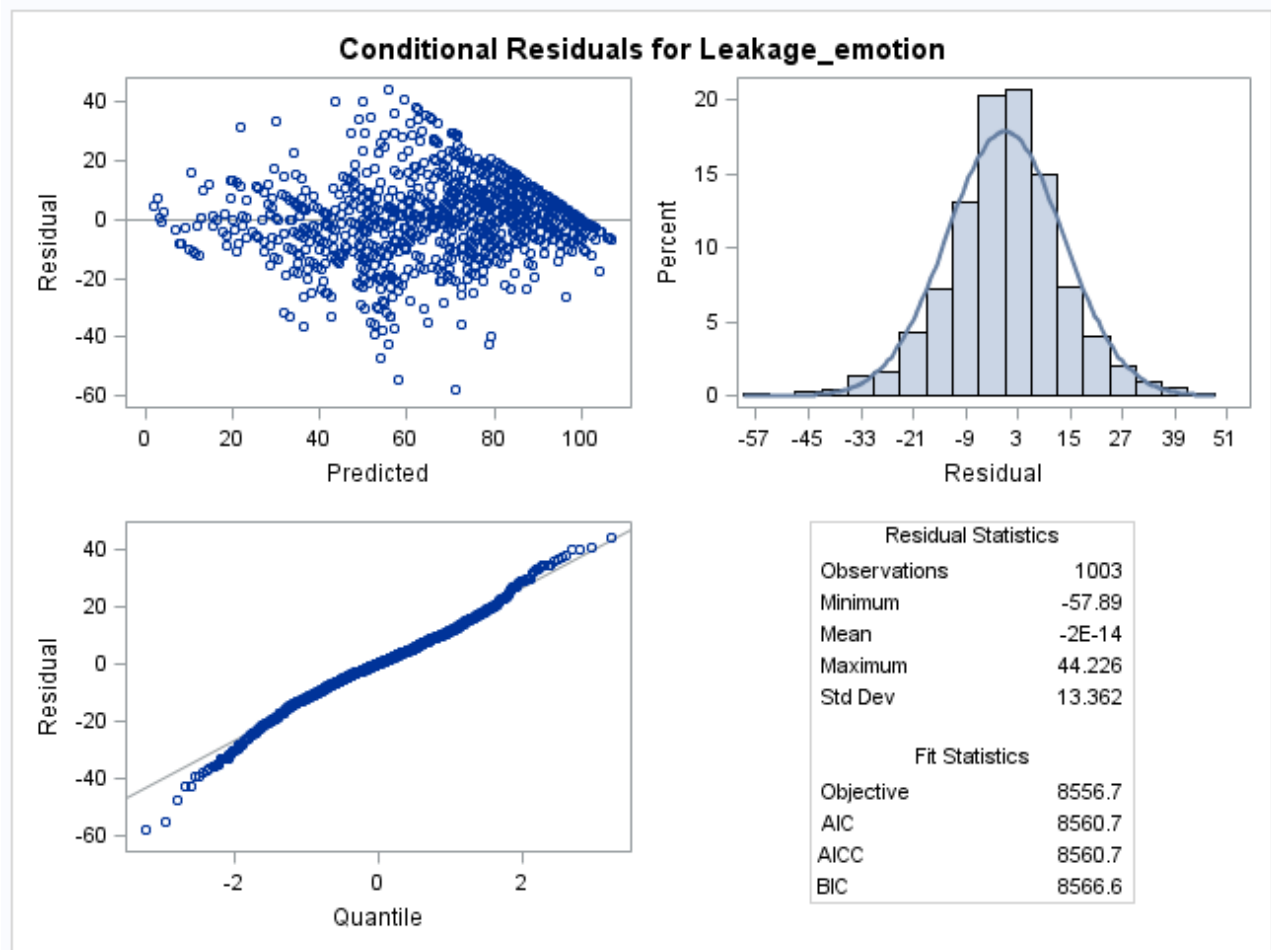 Conditional Residuals for Leakage_emotion
40
20
0
-20
-40
-60
Residual
0 20 40 60 80 100
Predicted
20
15
10
5
0
Percent
-57 -45 -33 -21 -9 3 15 27 39 51
Residual
40
20
0
-20
-40
-60
Residual
-2 0 2
Quantile
Residual Statistics
Observations 1003
Minimum -57.89
Mean -2E-14
Maximum 44.226
Std Dev 13.362
Fit Statistics
Objective 8556.7
AIC 8560.7
AICC 8560.7
BIC 8566.6